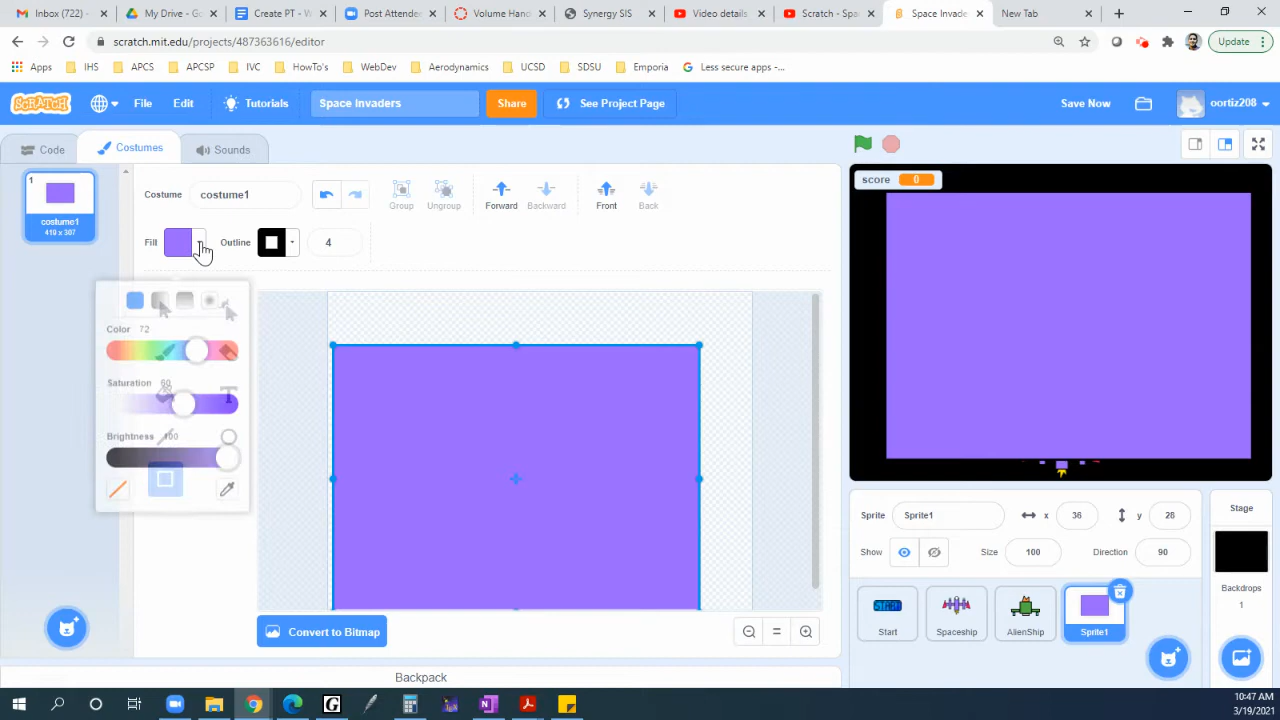 Inbox (722)
My Drive - Go
Create PT - W
Post Attende
Volume Hand
Synergy SIS
Video details
Scratch - Spa
Space Invade
New Tab
scratch.mit.edu/projects/487363616/editor
Update
Apps
IHS
APCS
APCSP
IVC
HowTo's
WebDev
Aerodynamics
UCSD
SDSU
Emporia
Less secure apps -...
SCRATCH
File
Edit
Tutorials
Space Invaders
Share
See Project Page
Save Now
oortiz208
Code
Costumes
Sounds
1
costume1
419 x 307
Costume
costume1
Group
Ungroup
Forward
Backward
Front
Back
Fill
Outline
4
Color 72
Saturation 60
Brightness 100
T
Convert to Bitmap
Backpack
score 0
Sprite
Sprite1
x
36
y
28
Show
Size
100
Direction
90
START
Start
Spaceship
AlienShip
Sprite1
Stage
Backdrops
1
10:47 AM
3/19/2021